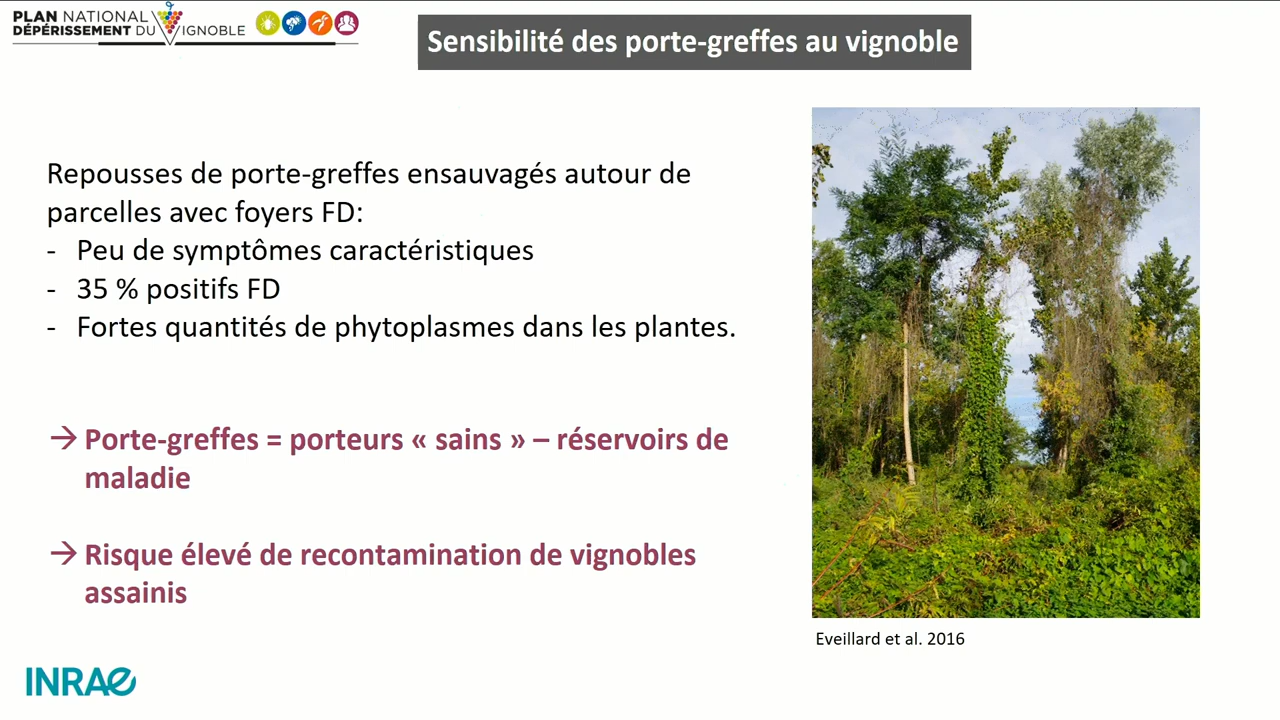 PLAN NATIONAL
DÉPÉRISSEMENT DU VIGNOBLE
Sensibilité des porte-greffes au vignoble
Repousses de porte-greffes ensauvagés autour de
parcelles avec foyers FD:
- Peu de symptômes caractéristiques
- 35 % positifs FD
- Fortes quantités de phytoplasmes dans les plantes.
→ Porte-greffes = porteurs « sains » – réservoirs de
maladie
→ Risque élevé de recontamination de vignobles
assainis
Eveillard et al. 2016
INRAE